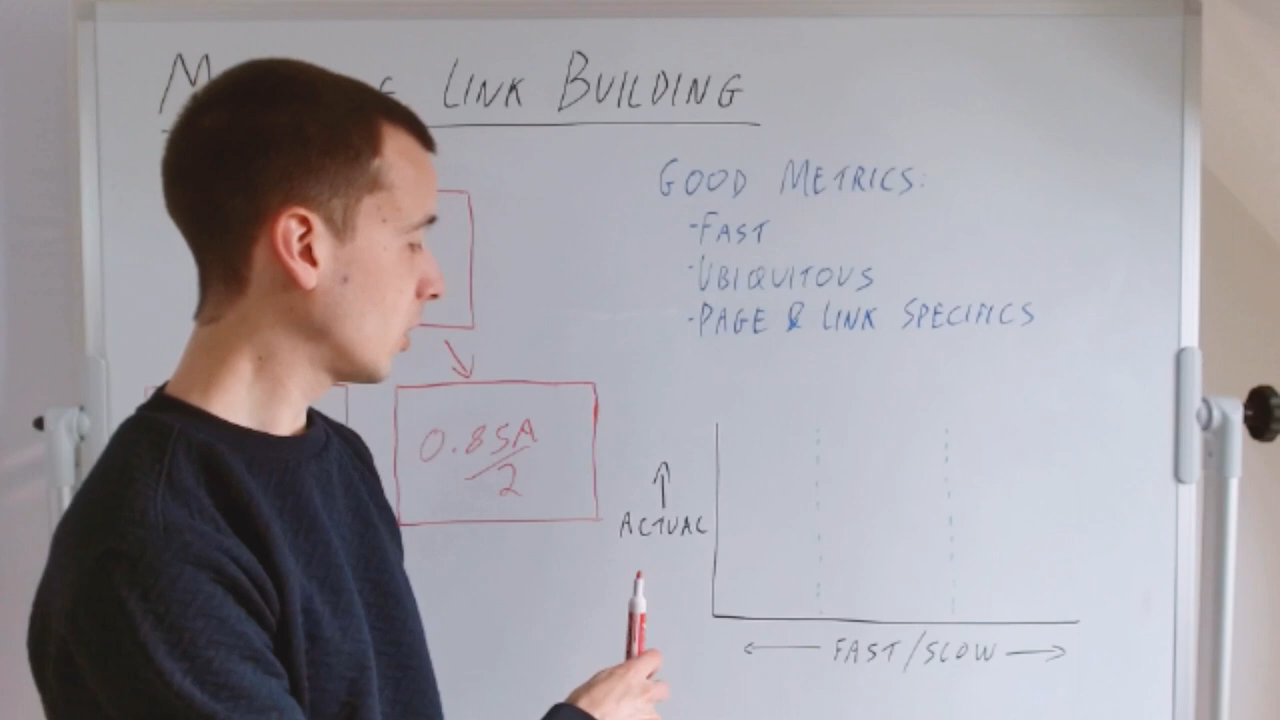 LINK BUILDING
GOOD METRICS:
-FAST
-UBIQUITOUS
-PAGE & LINK SPECIFICS
0.85A
2
↑
ACTUAL
← FAST/SLOW →